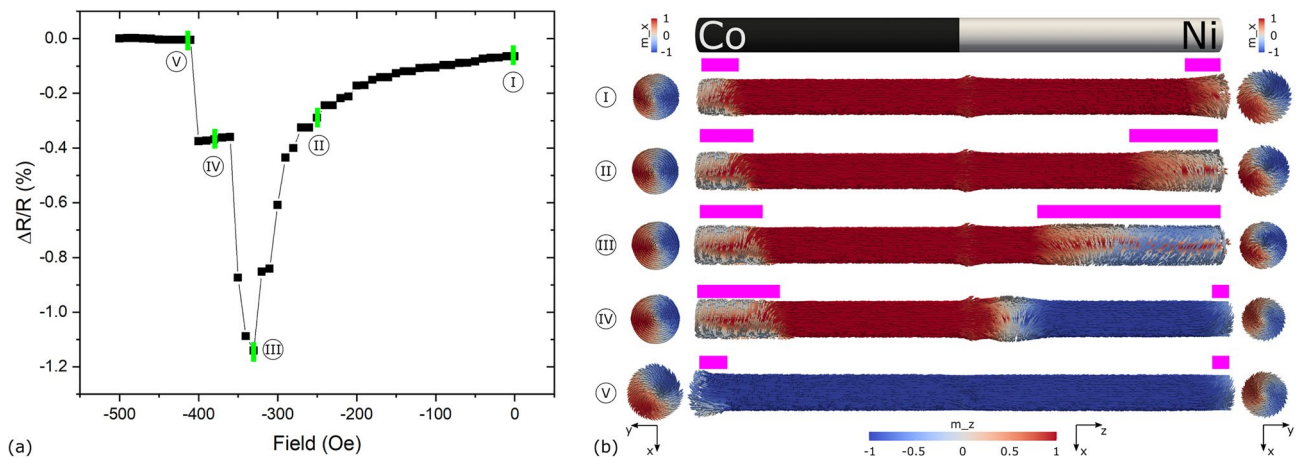 0.0
-0.2
-0.4
-0.6
-0.8
-1.0
-1.2
ΔR/R (%)
-500 -400 -300 -200 -100 0
Field (Oe)
V
IV
III
II
I
(a)
m_x
1
0
-1
Co
Ni
m_x
1
0
-1
I
II
III
IV
V
y
x
m_z
-1 -0.5 0 0.5 1
z
x
y
x
(b)